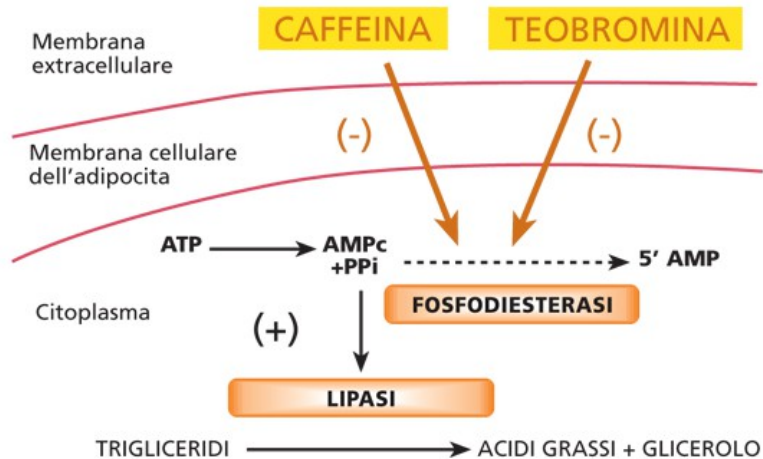 CAFFEINA
TEOBROMINA
Membrana
extracellulare
(-)
(-)
Membrana cellulare
dell'adipocita
ATP
AMPc
+PPi
5' AMP
FOSFODIESTERASI
Citoplasma
(+)
LIPASI
TRIGLICERIDI
ACIDI GRASSI + GLICEROLO